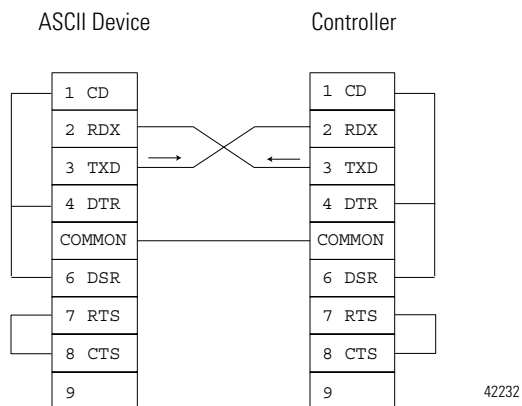 ASCII Device Controller
1 CD 1 CD
2 RDX 2 RDX
3 TXD 3 TXD
4 DTR 4 DTR
COMMON COMMON
6 DSR 6 DSR
7 RTS 7 RTS
8 CTS 8 CTS
9 9 42232